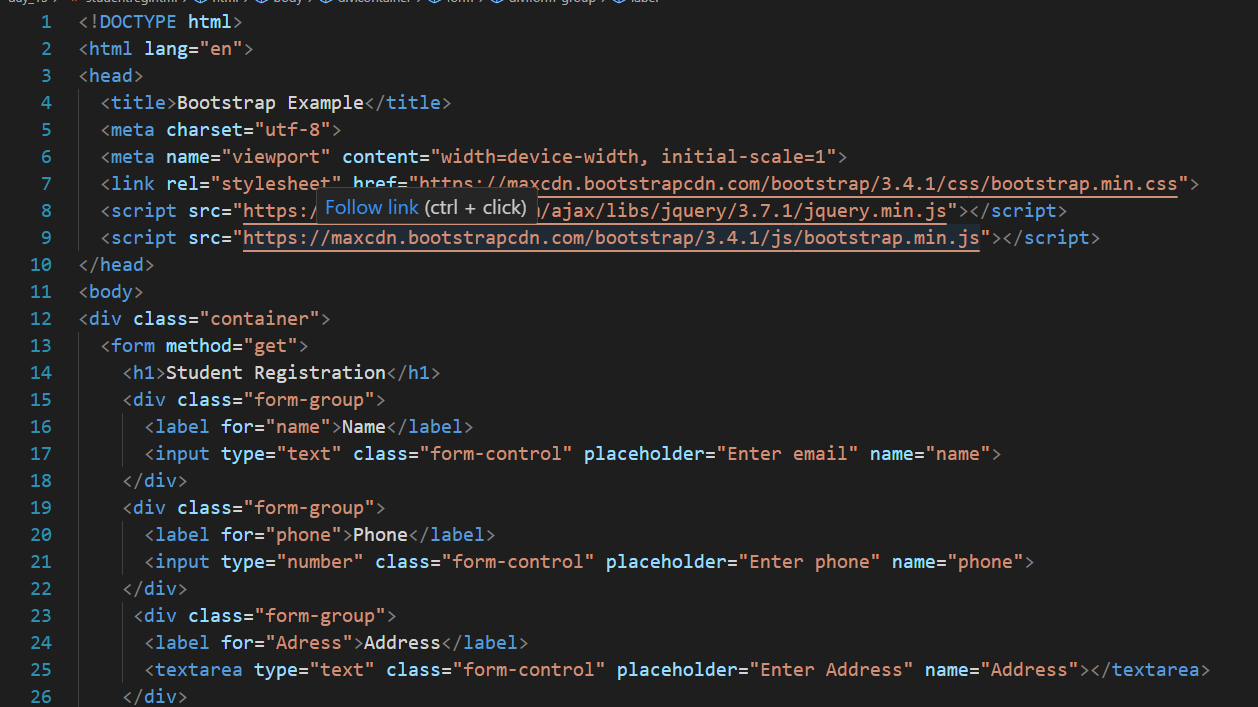 1 <!DOCTYPE html>
2 <html lang="en">
3 <head>
4 <title>Bootstrap Example</title>
5 <meta charset="utf-8">
6 <meta name="viewport" content="width=device-width, initial-scale=1">
7 <link rel="stylesheet" href="https://maxcdn.bootstrapcdn.com/bootstrap/3.4.1/css/bootstrap.min.css">
8 <script src="https:/ Follow link (ctrl + click) /ajax/libs/jquery/3.7.1/jquery.min.js"></script>
9 <script src="https://maxcdn.bootstrapcdn.com/bootstrap/3.4.1/js/bootstrap.min.js"></script>
10 </head>
11 <body>
12 <div class="container">
13 <form method="get">
14 <h1>Student Registration</h1>
15 <div class="form-group">
16 <label for="name">Name</label>
17 <input type="text" class="form-control" placeholder="Enter email" name="name">
18 </div>
19 <div class="form-group">
20 <label for="phone">Phone</label>
21 <input type="number" class="form-control" placeholder="Enter phone" name="phone">
22 </div>
23 <div class="form-group">
24 <label for="Adress">Address</label>
25 <textarea type="text" class="form-control" placeholder="Enter Address" name="Address"></textarea>
26 </div>